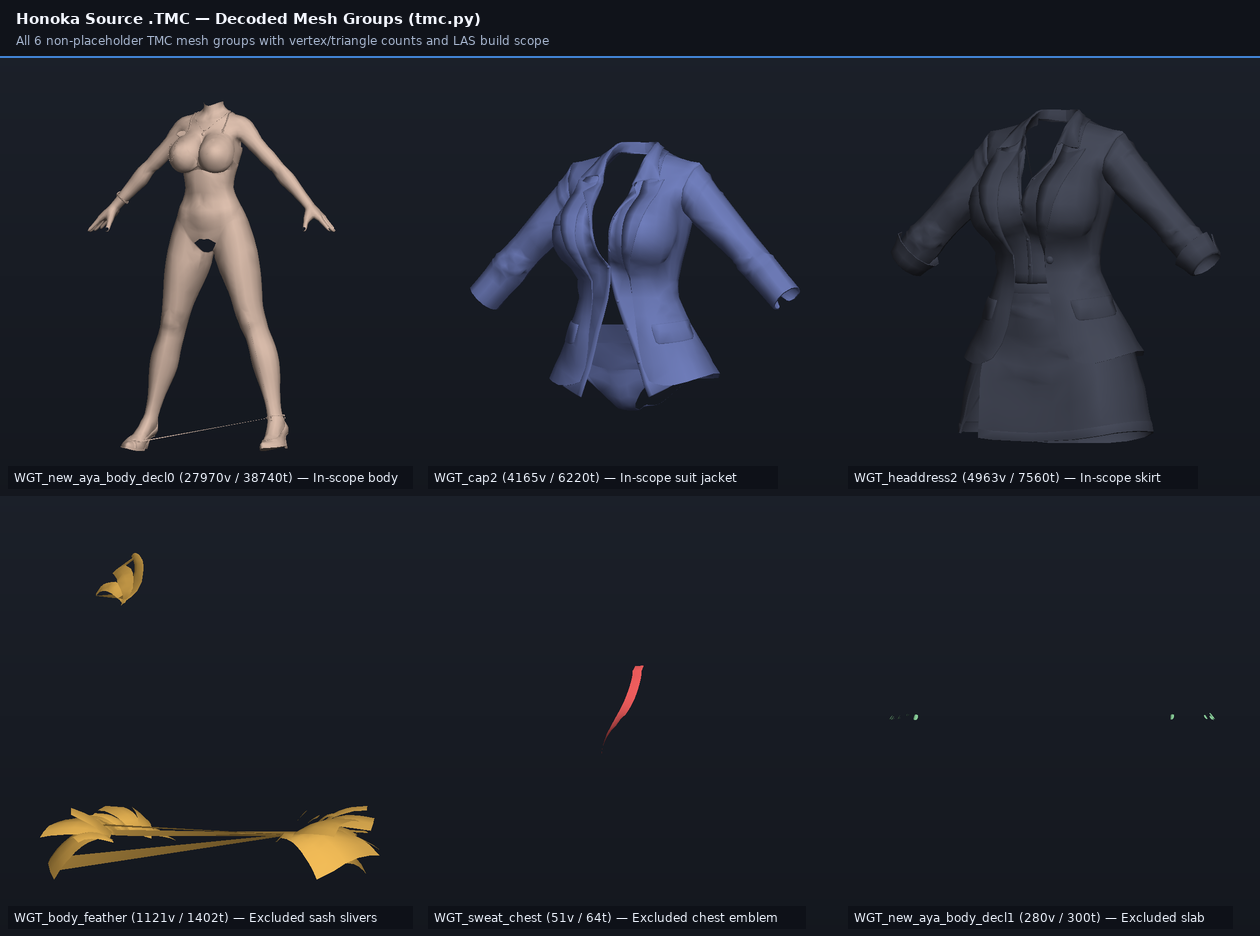 Honoka Source .TMC — Decoded Mesh Groups (tmc.py)
All 6 non-placeholder TMC mesh groups with vertex/triangle counts and LAS build scope
WGT_new_aya_body_decl0 (27970v / 38740t) — In-scope body
WGT_cap2 (4165v / 6220t) — In-scope suit jacket
WGT_headdress2 (4963v / 7560t) — In-scope skirt
WGT_body_feather (1121v / 1402t) — Excluded sash slivers
WGT_sweat_chest (51v / 64t) — Excluded chest emblem
WGT_new_aya_body_decl1 (280v / 300t) — Excluded slab